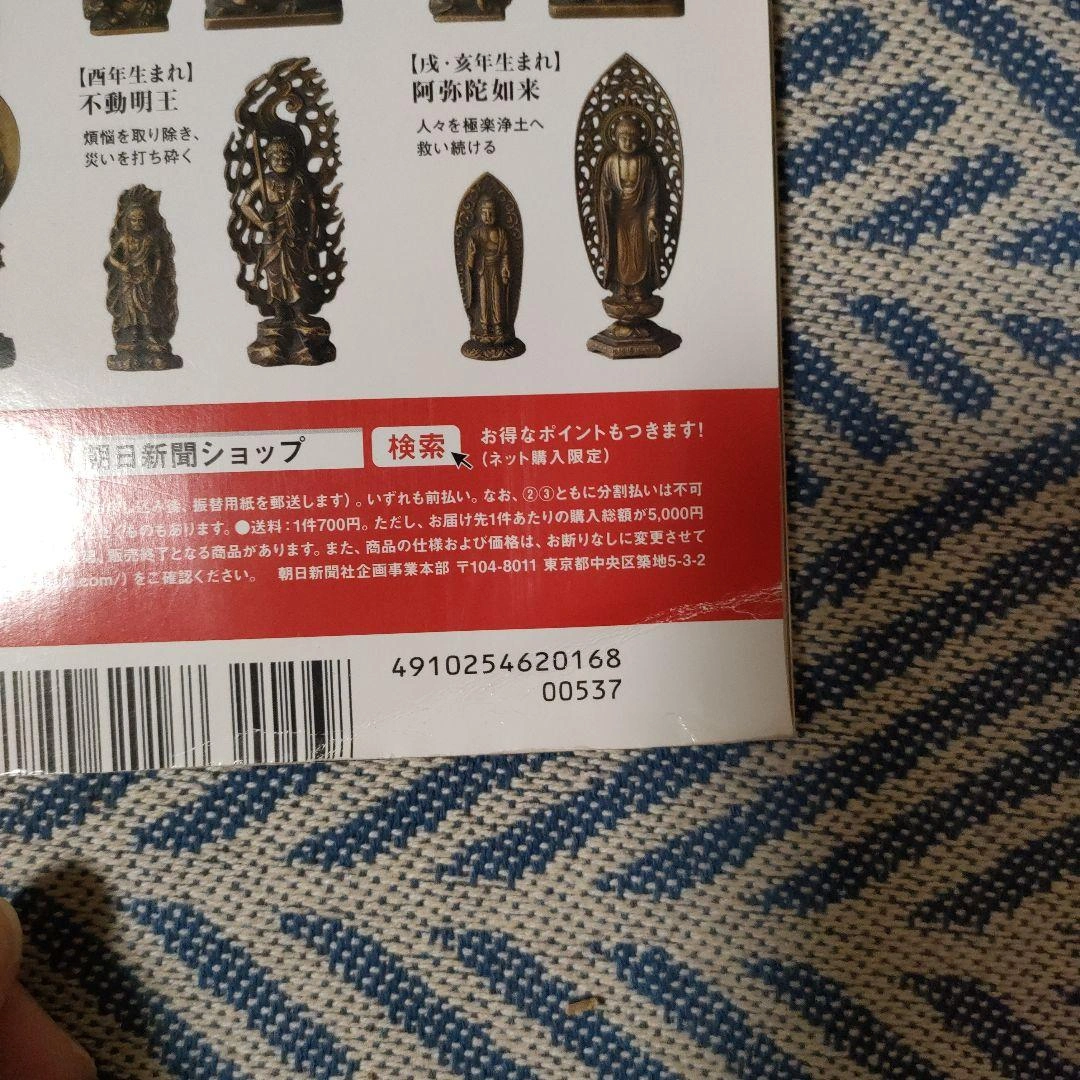 【酉年生まれ】
不動明王
煩悩を取り除き、
災いを打ち砕く
【戌・亥年生まれ】
阿弥陀如来
人々を極楽浄土へ
救い続ける
朝日新聞ショップ
検索
お得なポイントもつきます!
(ネット購入限定)
振替用紙を郵送します)。いずれも前払い。なお、②③ともに分割払いは不可
ものもあります。●送料:1件700円。ただし、お届け先1件あたりの購入総額が5,000円
販売終了となる商品があります。また、商品の仕様および価格は、お断りなしに変更させて
.com/)をご確認ください。 朝日新聞社企画事業本部 〒104-8011 東京都中央区築地5-3-2
4910254620168
00537